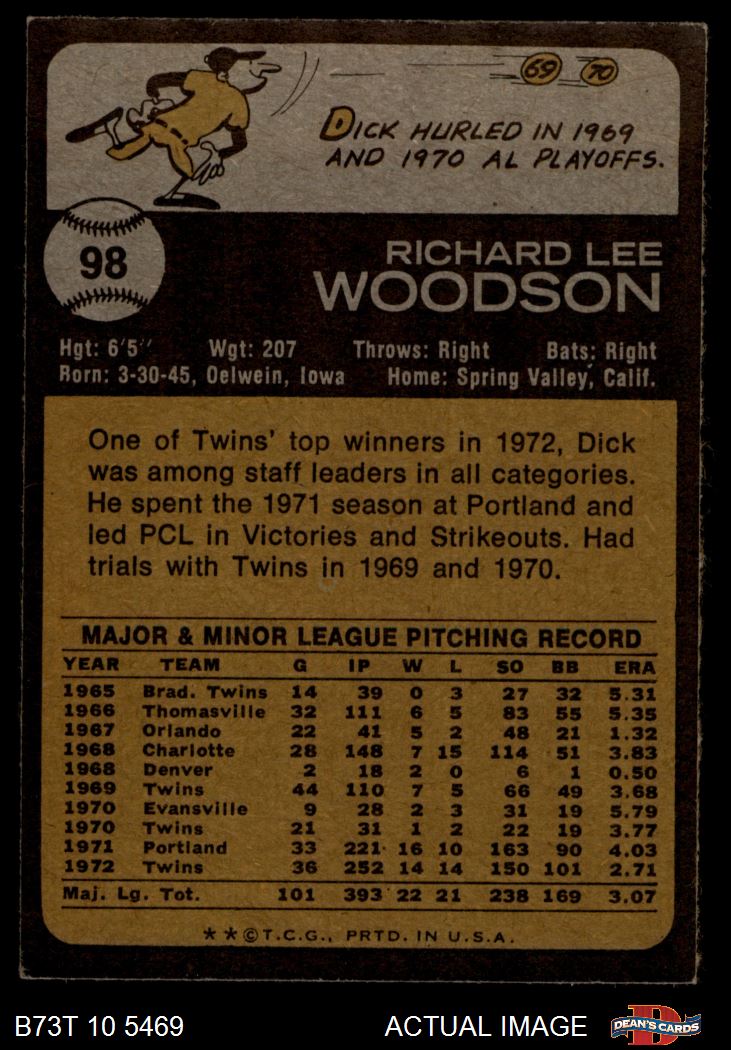 69 70
DICK HURLED IN 1969
AND 1970 AL PLAYOFFS.
98
RICHARD LEE
WOODSON
Hgt: 6'5" Wgt: 207 Throws: Right Bats: Right
Born: 3-30-45, Oelwein, Iowa Home: Spring Valley, Calif.
One of Twins' top winners in 1972, Dick
was among staff leaders in all categories.
He spent the 1971 season at Portland and
led PCL in Victories and Strikeouts. Had
trials with Twins in 1969 and 1970.
MAJOR & MINOR LEAGUE PITCHING RECORD
YEAR TEAM G IP W L SO BB ERA
1965 Brad. Twins 14 39 0 3 27 32 5.31
1966 Thomasville 32 111 6 5 83 55 5.35
1967 Orlando 22 41 5 2 48 21 1.32
1968 Charlotte 28 148 7 15 114 51 3.83
1968 Denver 2 18 2 0 6 1 0.50
1969 Twins 44 110 7 5 66 49 3.68
1970 Evansville 9 28 2 3 31 19 5.79
1970 Twins 21 31 1 2 22 19 3.77
1971 Portland 33 221 16 10 163 90 4.03
1972 Twins 36 252 14 14 150 101 2.71
Maj. Lg. Tot. 101 393 22 21 238 169 3.07
**©T.C.G., PRTD. IN U.S.A.
B73T 10 5469 ACTUAL IMAGE D DEAN'S CARDS